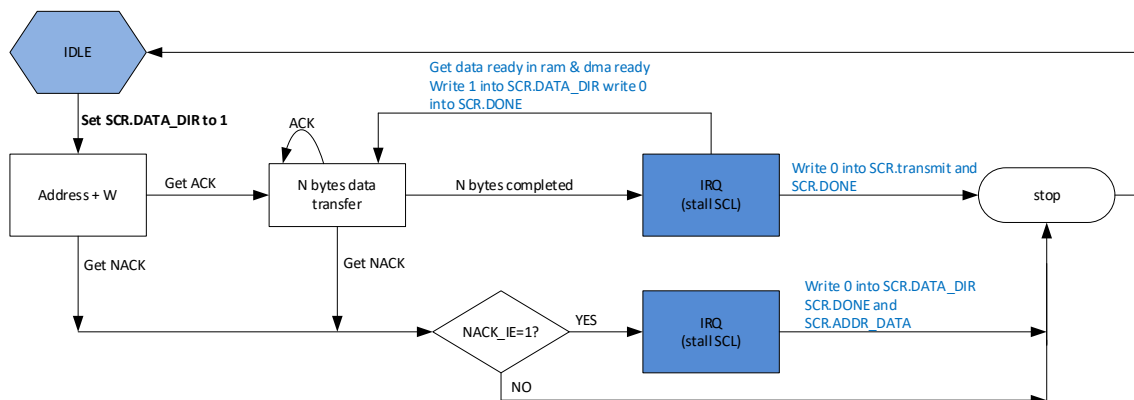 IDLE
Get data ready in ram & dma ready
Write 1 into SCR.DATA_DIR write 0
into SCR.DONE
Set SCR.DATA_DIR to 1
ACK
Address + W
Get ACK
N bytes data
transfer
N bytes completed
IRQ
(stall SCL)
Write 0 into SCR.transmit and
SCR.DONE
stop
Get NACK
Get NACK
Write 0 into SCR.DATA_DIR
SCR.DONE and
SCR.ADDR_DATA
NACK_IE=1?
YES
IRQ
(stall SCL)
NO